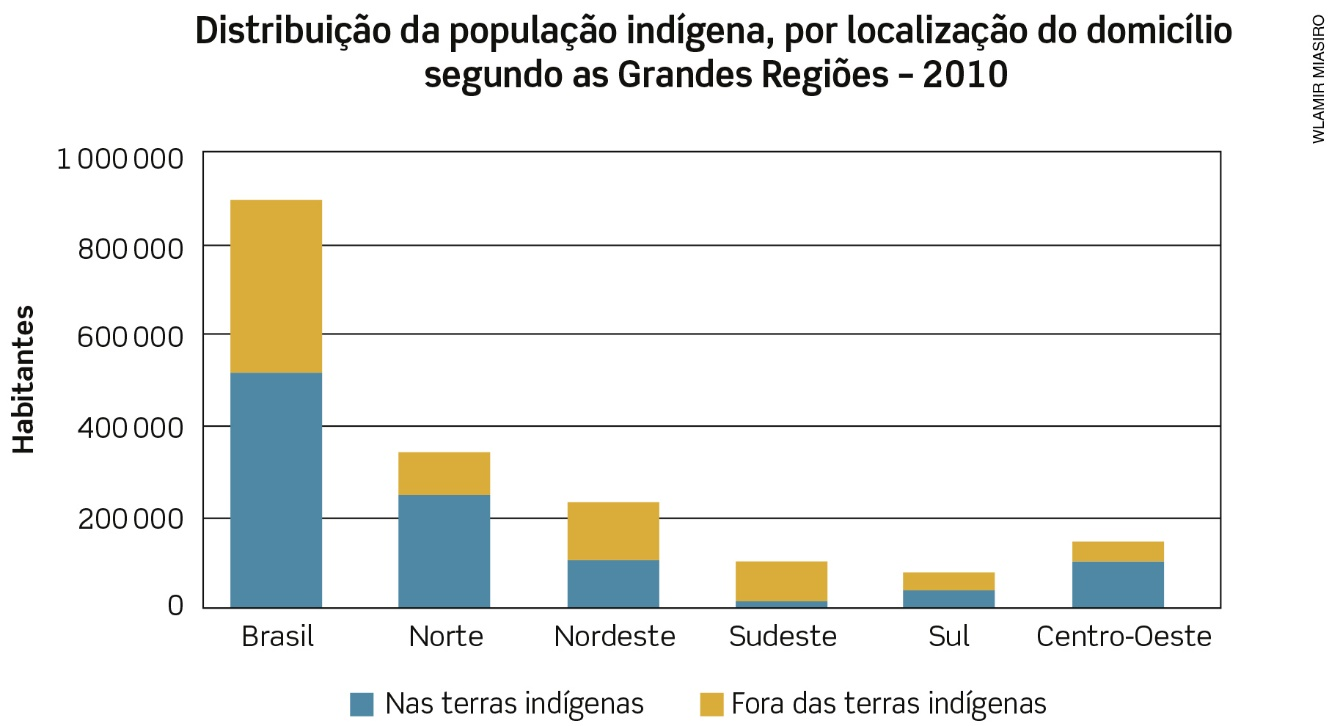 Distribuição da população indígena, por localização do domicílio
segundo as Grandes Regiões – 2010
WLAMIR MIASIRO
Habitantes
1 000 000
800 000
600 000
400 000
200 000
0
Brasil
Norte
Nordeste
Sudeste
Sul
Centro-Oeste
Nas terras indígenas
Fora das terras indígenas